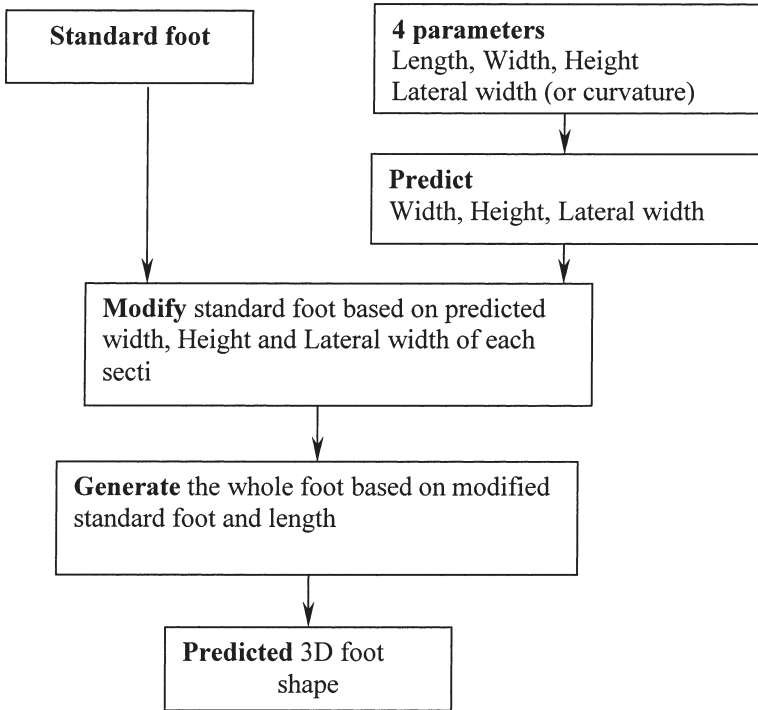 Standard foot
4 parameters
Length, Width, Height
Lateral width (or curvature)
Predict
Width, Height, Lateral width
Modify standard foot based on predicted
width, Height and Lateral width of each
secti
Generate the whole foot based on modified
standard foot and length
Predicted 3D foot
shape